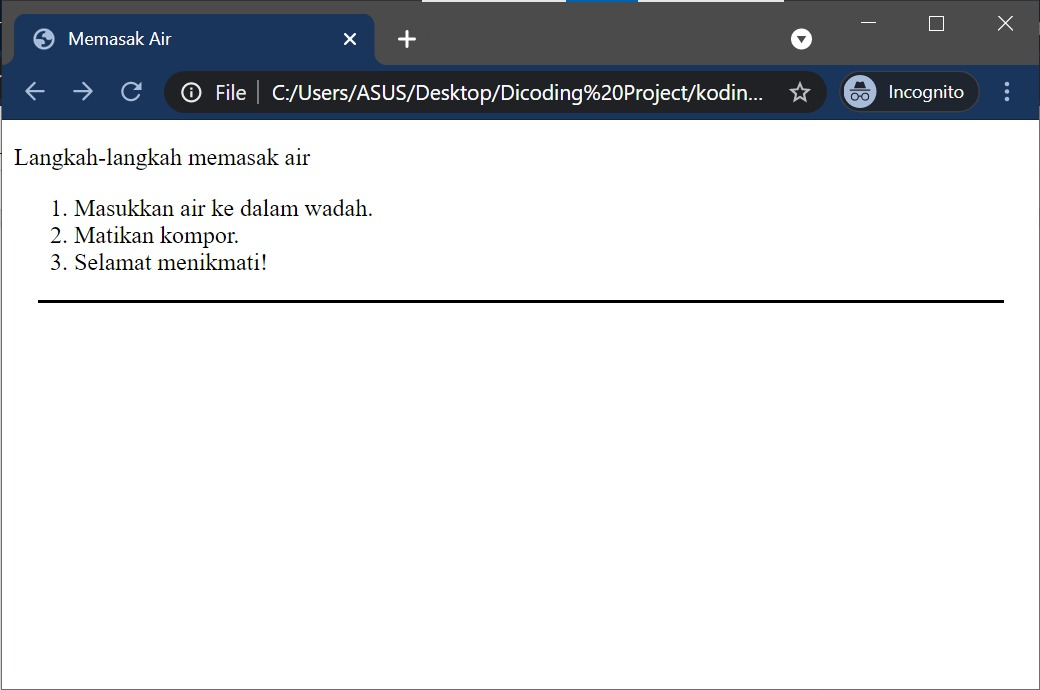 Memasak Air
File C:/Users/ASUS/Desktop/Dicoding%20Project/kodin... Incognito
Langkah-langkah memasak air
1. Masukkan air ke dalam wadah.
2. Matikan kompor.
3. Selamat menikmati!